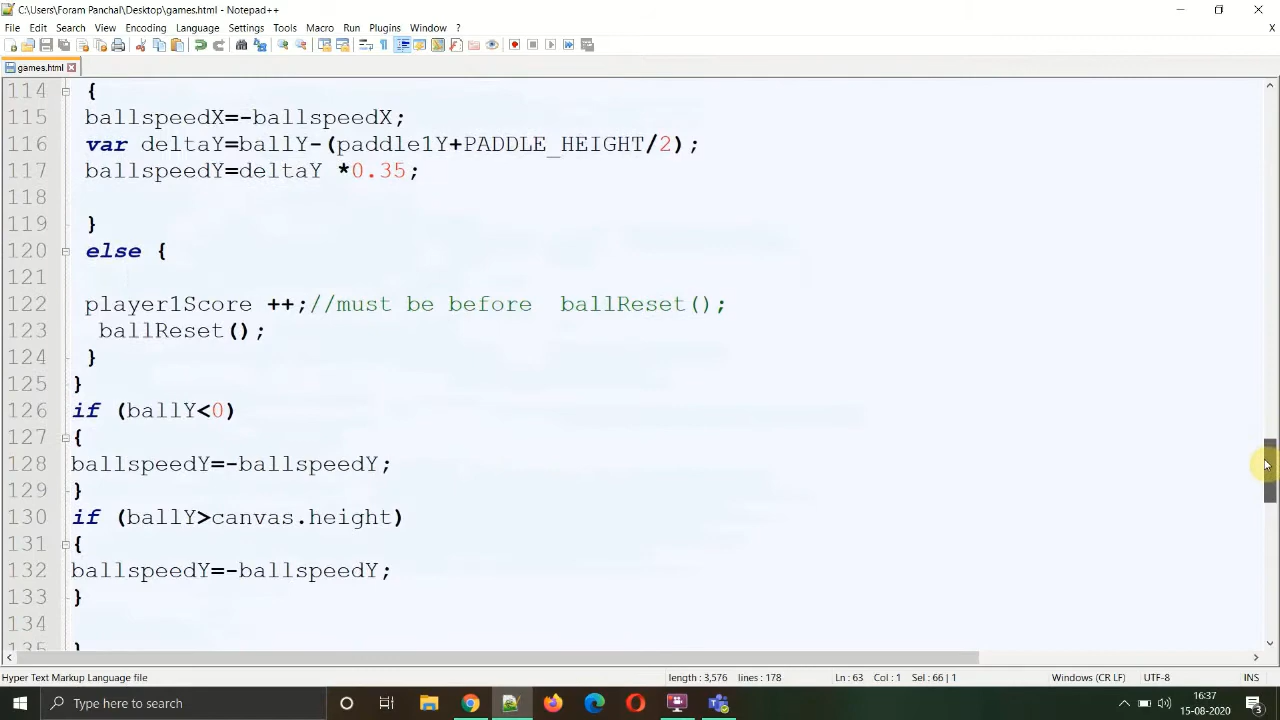 C:\Users\Foram Panchal\Desktop\games.html - Notepad++
File Edit Search View Encoding Language Settings Tools Macro Run Plugins Window ? X
games.html
114 {
115 ballspeedX=-ballspeedX;
116 var deltaY=ballY-(paddle1Y+PADDLE_HEIGHT/2);
117 ballspeedY=deltaY *0.35;
118
119 }
120 else {
121
122 player1Score ++;//must be before  ballReset();
123 ballReset();
124 }
125 }
126 if (ballY<0)
127 {
128 ballspeedY=-ballspeedY;
129 }
130 if (ballY>canvas.height)
131 {
132 ballspeedY=-ballspeedY;
133 }
134
135 }
Hyper Text Markup Language file length : 3,576 lines : 178 Ln : 63 Col : 1 Sel : 66 | 1 Windows (CR LF) UTF-8 INS
Type here to search 16:37
15-08-2020